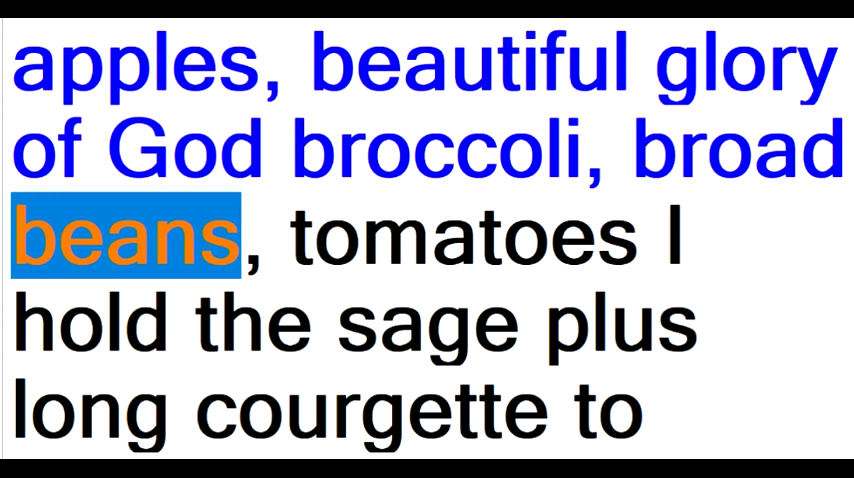 apples, beautiful glory
of God broccoli, broad
beans, tomatoes I
hold the sage plus
long courgette to